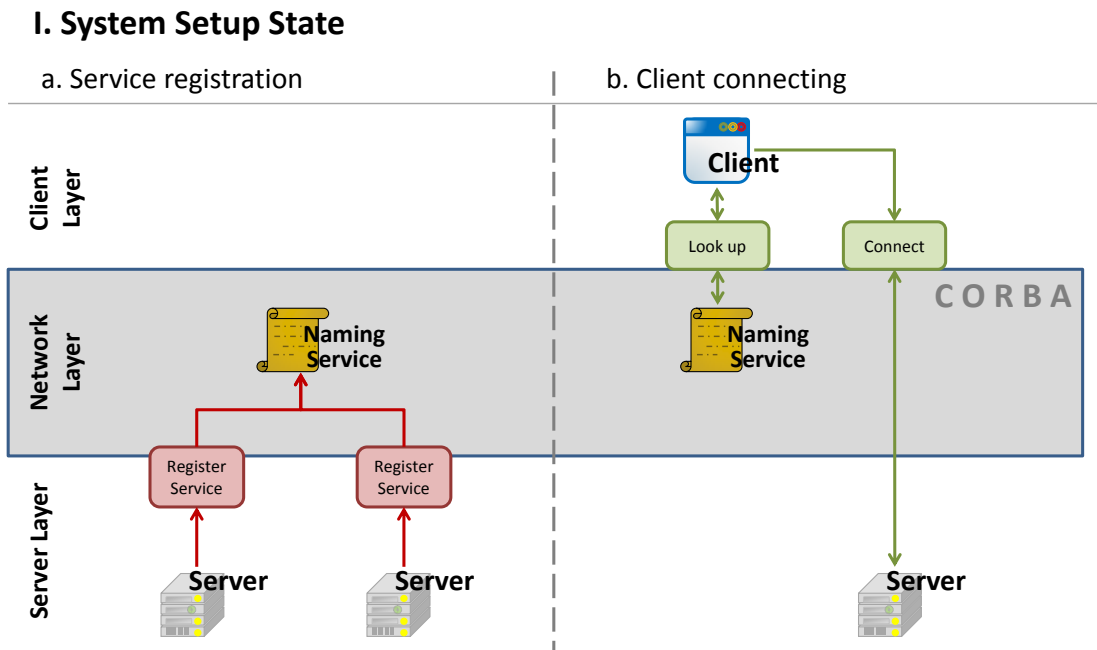 I. System Setup State
a. Service registration
b. Client connecting
Client
Layer
Client
Look up
Connect
CORBA
Network
Layer
Naming
Service
Naming
Service
Register
Service
Register
Service
Server Layer
Server
Server
Server